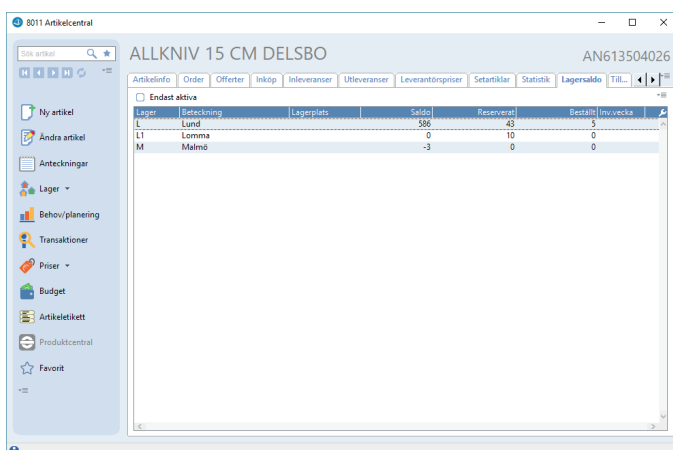 8011 Artikelcentral
Sök artikel
ALLKNIV 15 CM DELSBO
AN613504026
Artikelinfo Order Offerter Inköp Inleveranser Utleveranser Leverantörspriser Setartiklar Statistik Lagersaldo Till...
Endast aktiva
Lager Beteckning Lagerplats Saldo Reserverat Beställt Inv.vecka
L Lund 586 43 5
L1 Lomma 0 10 0
M Malmö -3 0 0
Ny artikel
Ändra artikel
Anteckningar
Lager
Behov/planering
Transaktioner
Priser
Budget
Artikeletikett
Produktcentral
Favorit